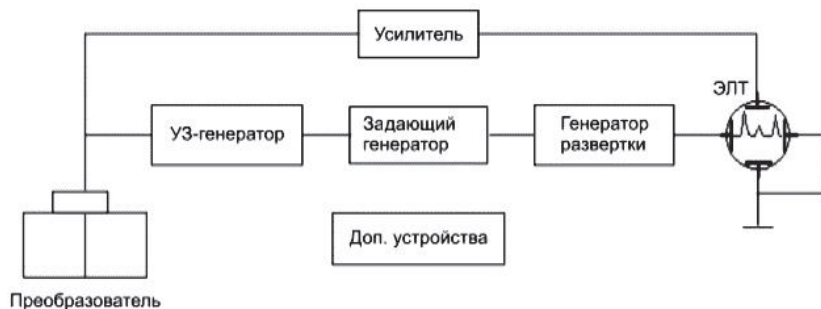 Усилитель
ЭЛТ
УЗ-генератор
Задающий
генератор
Генератор
развертки
Доп. устройства
Преобразователь